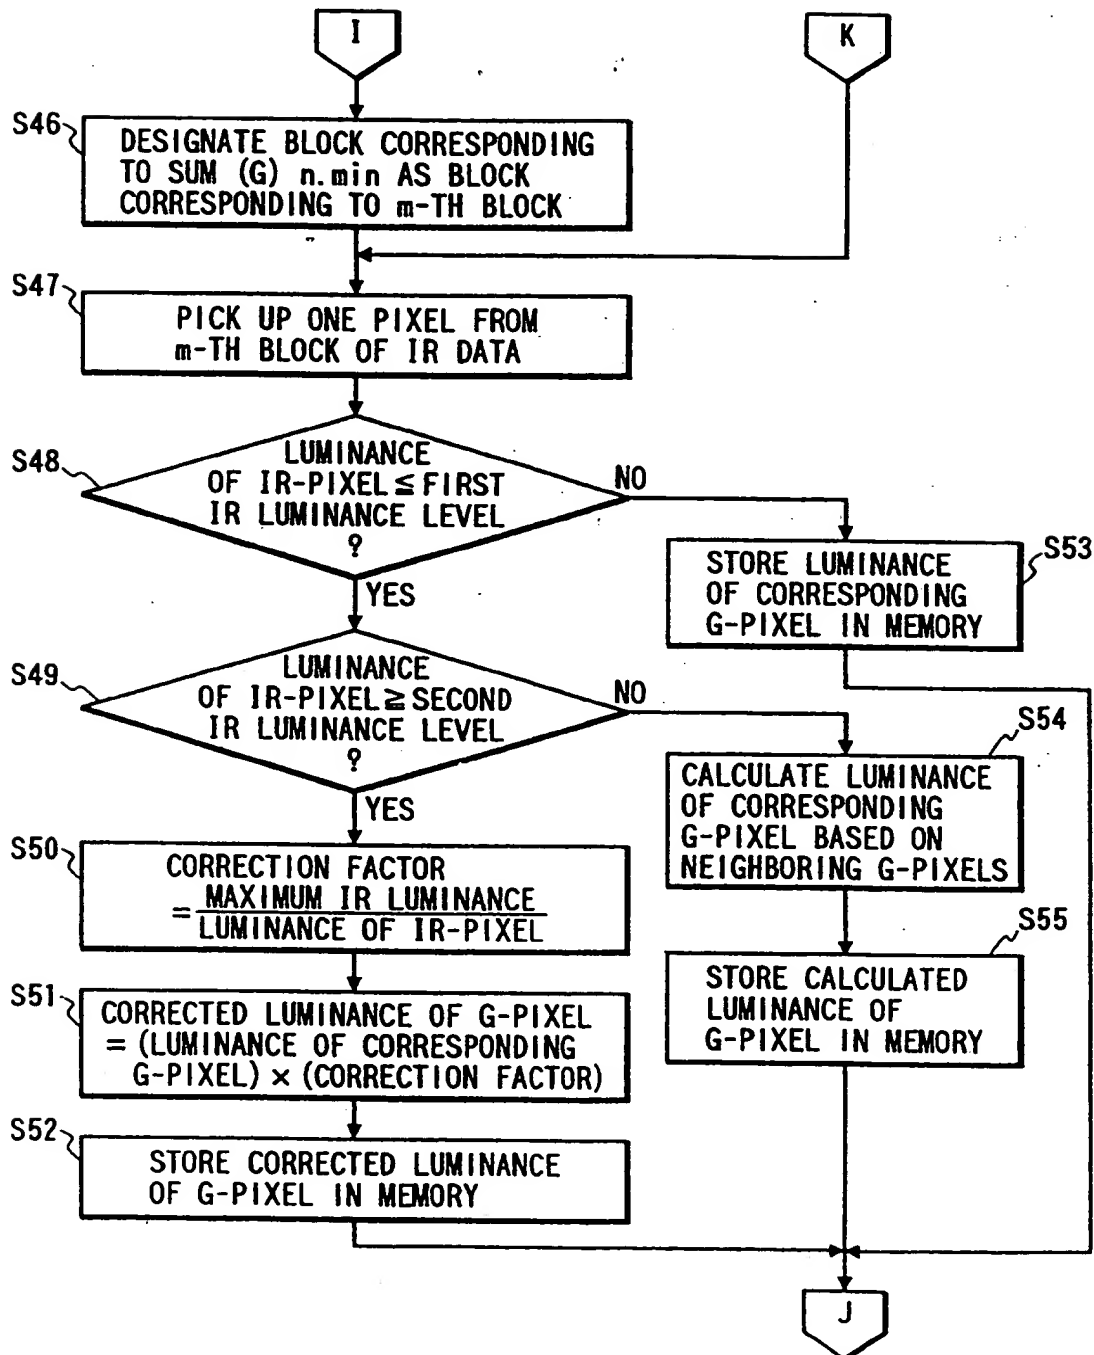 I
K
S46
DESIGNATE BLOCK CORRESPONDING
TO SUM (G) n.min AS BLOCK
CORRESPONDING TO m-TH BLOCK
S47
PICK UP ONE PIXEL FROM
m-TH BLOCK OF IR DATA
S48
LUMINANCE
OF IR-PIXEL ≦ FIRST
IR LUMINANCE LEVEL
?
NO
YES
S53
STORE LUMINANCE
OF CORRESPONDING
G-PIXEL IN MEMORY
S49
LUMINANCE
OF IR-PIXEL ≧ SECOND
IR LUMINANCE LEVEL
?
NO
YES
S54
CALCULATE LUMINANCE
OF CORRESPONDING
G-PIXEL BASED ON
NEIGHBORING G-PIXELS
S50
CORRECTION FACTOR
= MAXIMUM IR LUMINANCE
LUMINANCE OF IR-PIXEL
S55
STORE CALCULATED
LUMINANCE OF
G-PIXEL IN MEMORY
S51
CORRECTED LUMINANCE OF G-PIXEL
= (LUMINANCE OF CORRESPONDING
G-PIXEL) × (CORRECTION FACTOR)
S52
STORE CORRECTED LUMINANCE
OF G-PIXEL IN MEMORY
J